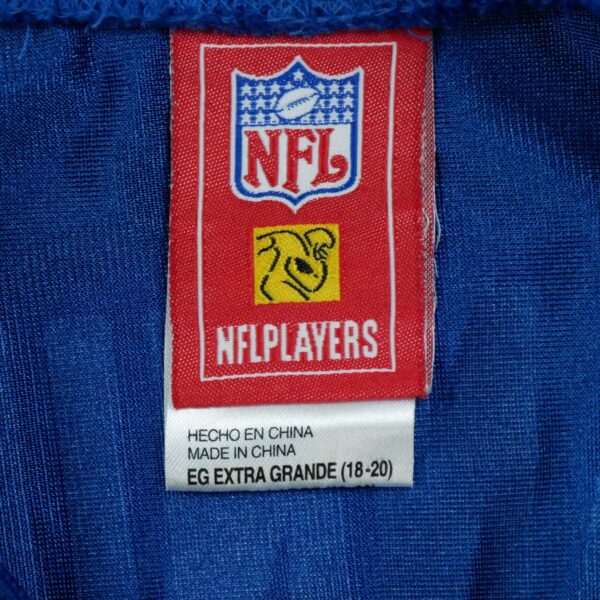 NFL
NFLPLAYERS
HECHO EN CHINA
MADE IN CHINA
EG EXTRA GRANDE (18-20)